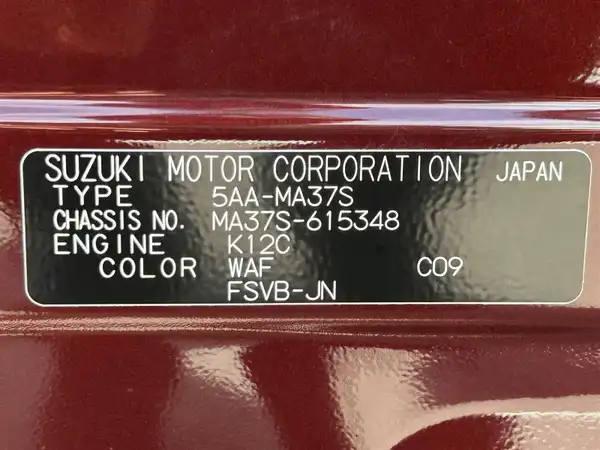 SUZUKI MOTOR CORPORATION JAPAN
TYPE 5AA-MA37S
CHASSIS NO. MA37S-615348
ENGINE K12C
COLOR WAF C09
FSVB-JN